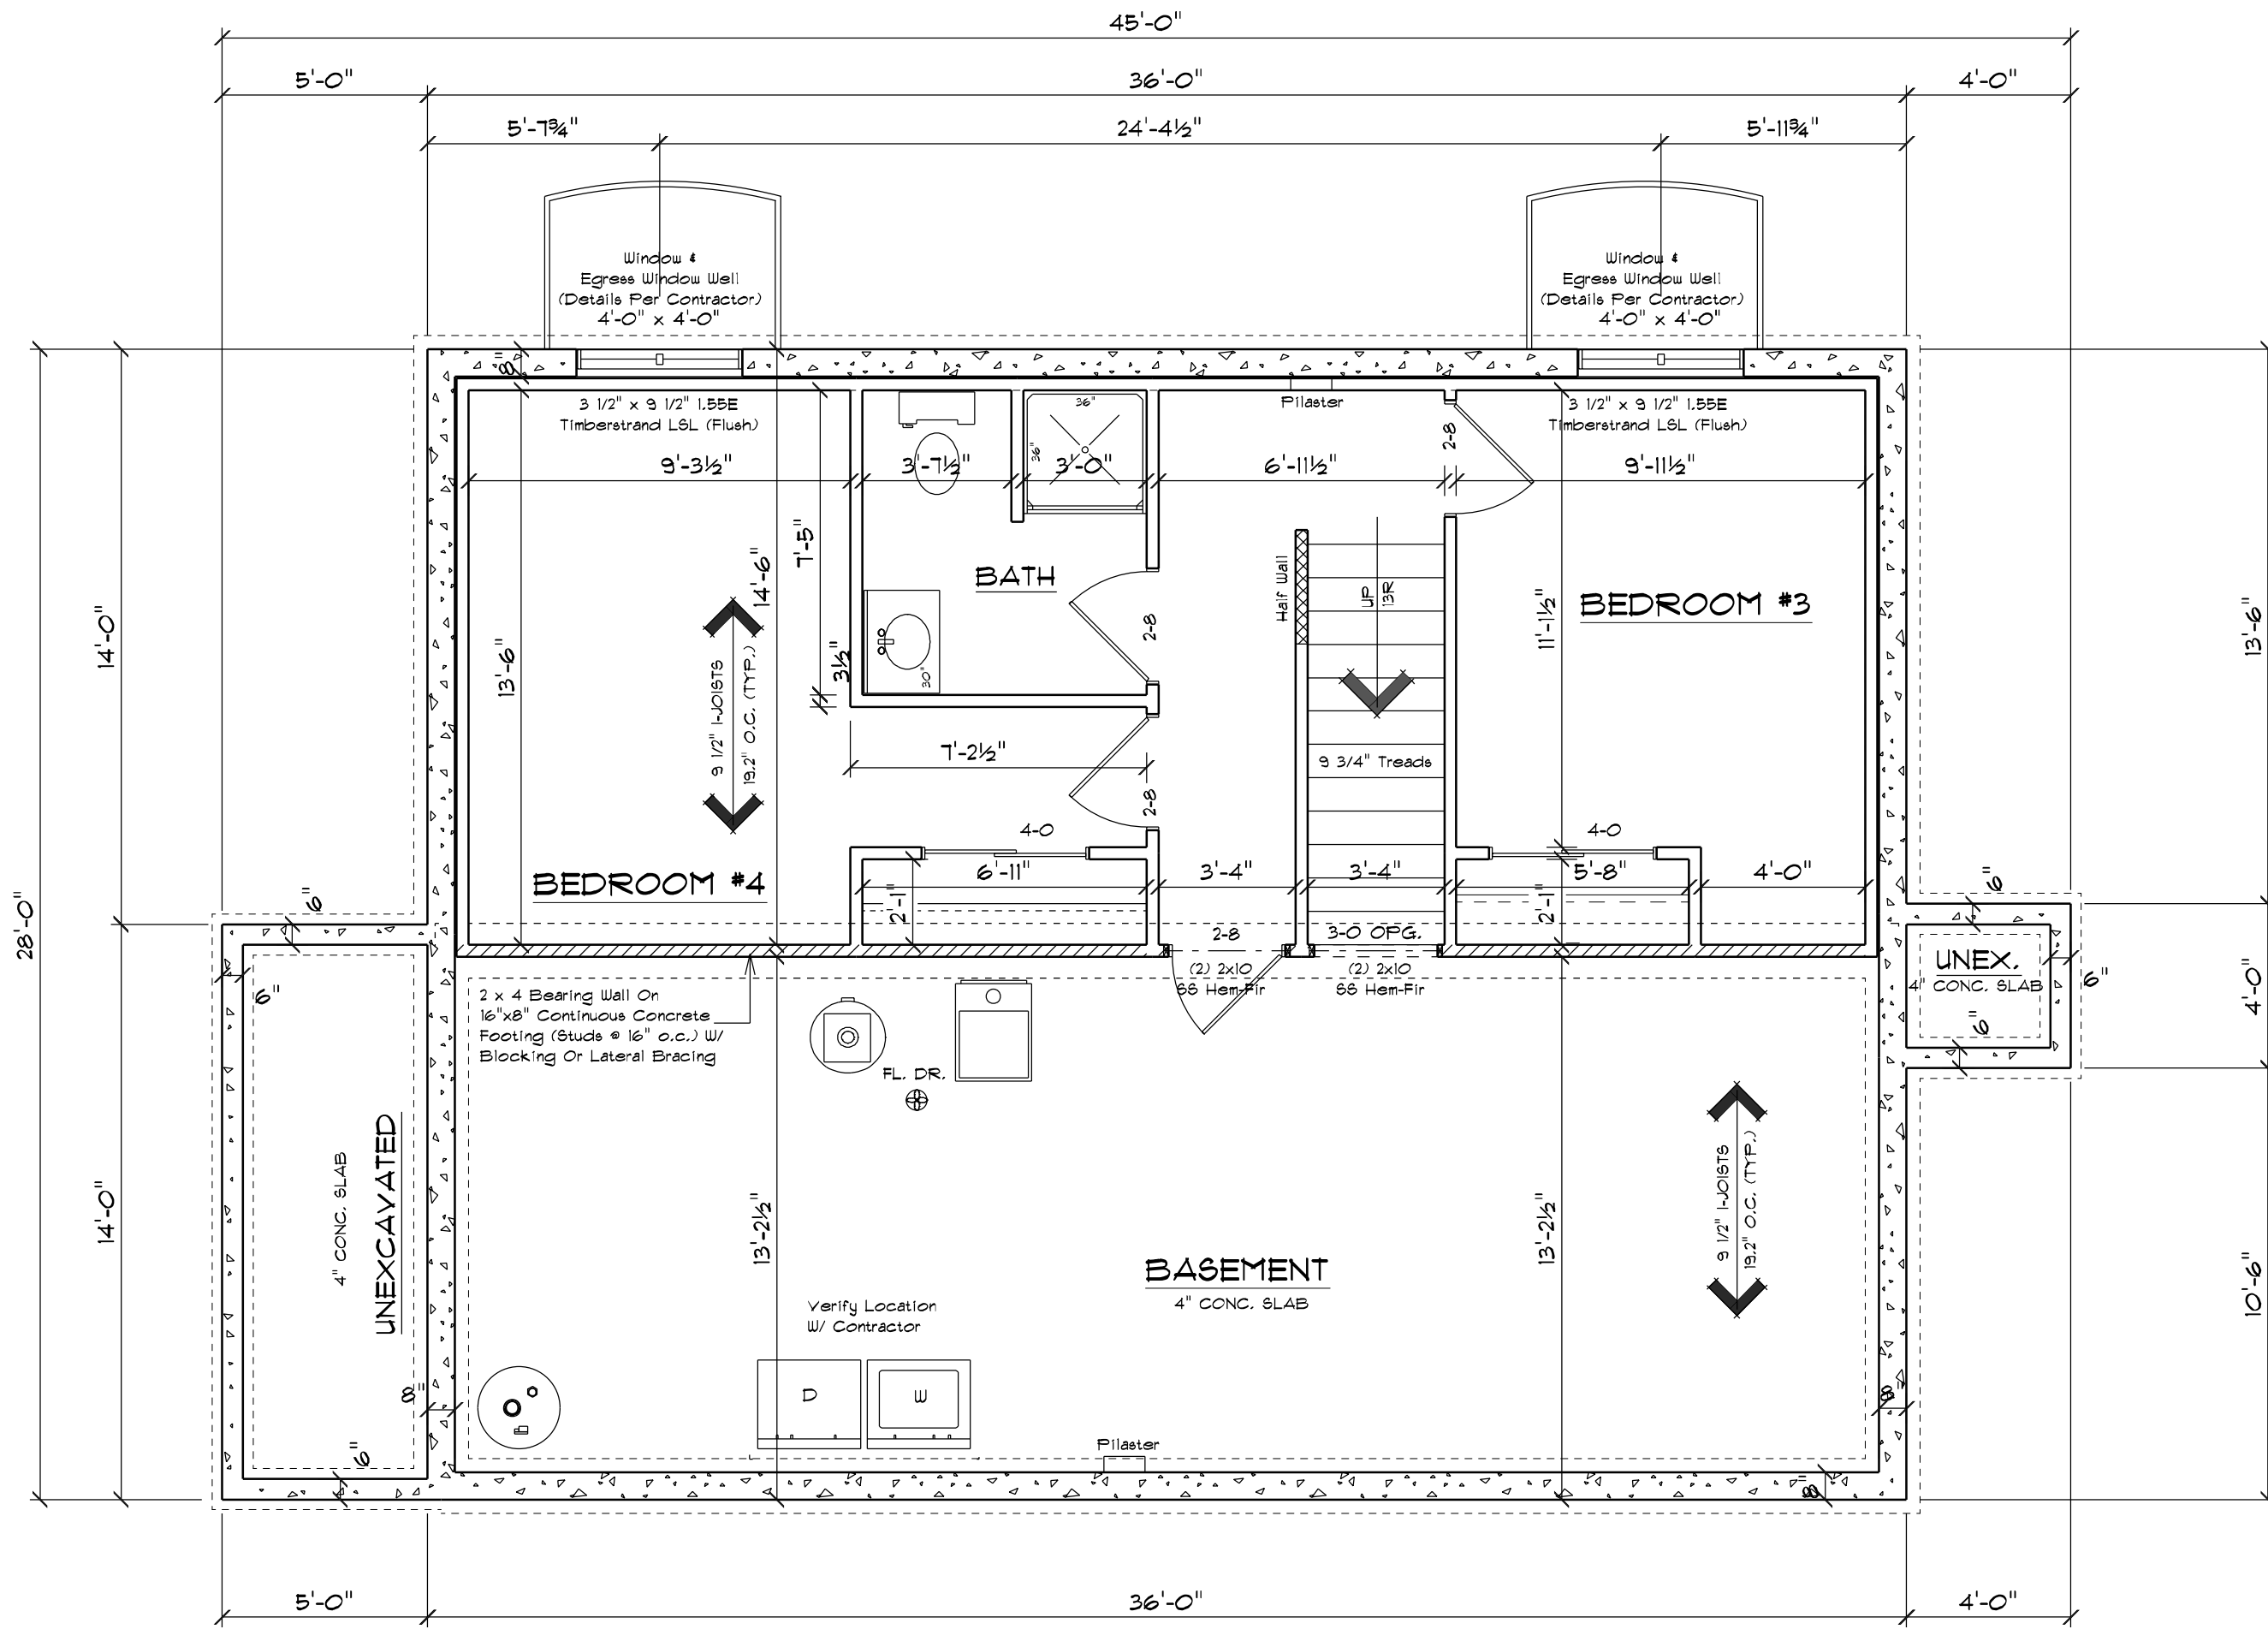 45'-0"
5'-0" 36'-0" 4'-0"
5'-7¾" 24'-4½" 5'-11¾"
Window &
Egress Window Well
(Details Per Contractor)
4'-0" x 4'-0"
Window &
Egress Window Well
(Details Per Contractor)
4'-0" x 4'-0"
8"
3 1/2" x 9 1/2" 1.55E
Timberstrand LSL (Flush)
36"
36"
Pilaster
2-8
3 1/2" x 9 1/2" 1.55E
Timberstrand LSL (Flush)
9'-3½" 3'-7½" 3'-0" 6'-11½" 9'-11½"
7'-5"
14'-6"
BATH
Half Wall
UP
13R
BEDROOM #3
11'-1½"
14'-0"
13'-6"
13'-6"
2-8
3½"
30"
9 1/2" I-JOISTS
19.2" O.C. (TYP.)
7'-2½"
9 3/4" Treads
2-8
4-0
4-0
BEDROOM #4
6'-11" 3'-4" 3'-4" 5'-8" 4'-0"
2'-1"
2'-1"
28'-0"
6"
6"
2-8
3-0 OPG.
(2) 2x10
SS Hem-Fir
(2) 2x10
SS Hem-Fir
UNEX.
4" CONC. SLAB
6"
6"
6"
4'-0"
2 x 4 Bearing Wall On
16"x8" Continuous Concrete
Footing (Studs @ 16" o.c.) W/
Blocking Or Lateral Bracing
FL. DR.
UNEXCAVATED
4" CONC. SLAB
14'-0"
13'-2½"
13'-2½"
9 1/2" I-JOISTS
19.2" O.C. (TYP.)
10'-6"
BASEMENT
4" CONC. SLAB
Verify Location
W/ Contractor
8"
D
W
8"
6"
Pilaster
8"
5'-0" 36'-0" 4'-0"